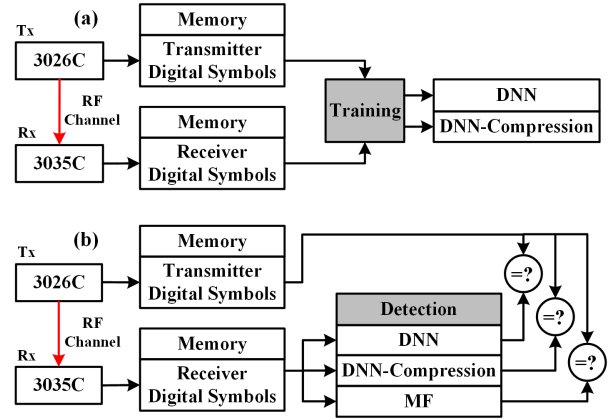 (a)
Tx
3026C
RF
Channel
Rx
3035C
Memory
Transmitter
Digital Symbols
Memory
Receiver
Digital Symbols
Training
DNN
DNN-Compression
(b)
Tx
3026C
RF
Channel
Rx
3035C
Memory
Transmitter
Digital Symbols
Memory
Receiver
Digital Symbols
Detection
DNN
DNN-Compression
MF
=?
=?
=?